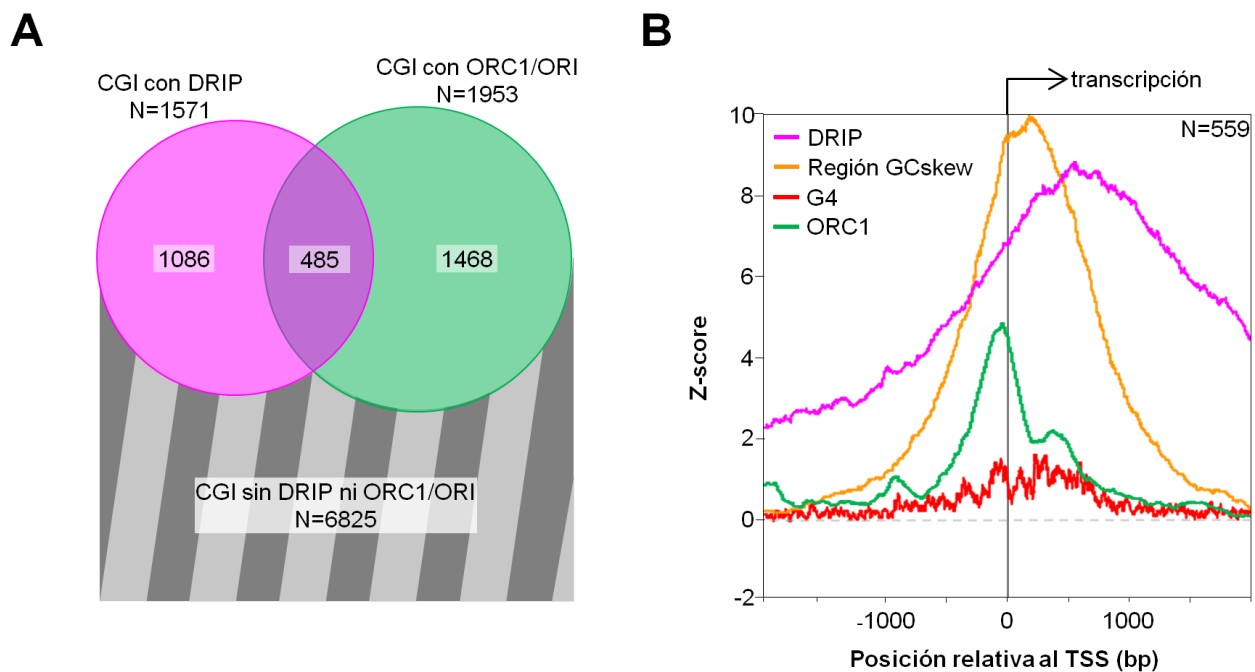 A
CGI con DRIP
N=1571
CGI con ORC1/ORI
N=1953
1086
485
1468
CGI sin DRIP ni ORC1/ORI
N=6825
B
transcripción
N=559
DRIP
Región GCskew
G4
ORC1
Z-score
10
8
6
4
2
0
-2
-1000
0
1000
Posición relativa al TSS (bp)